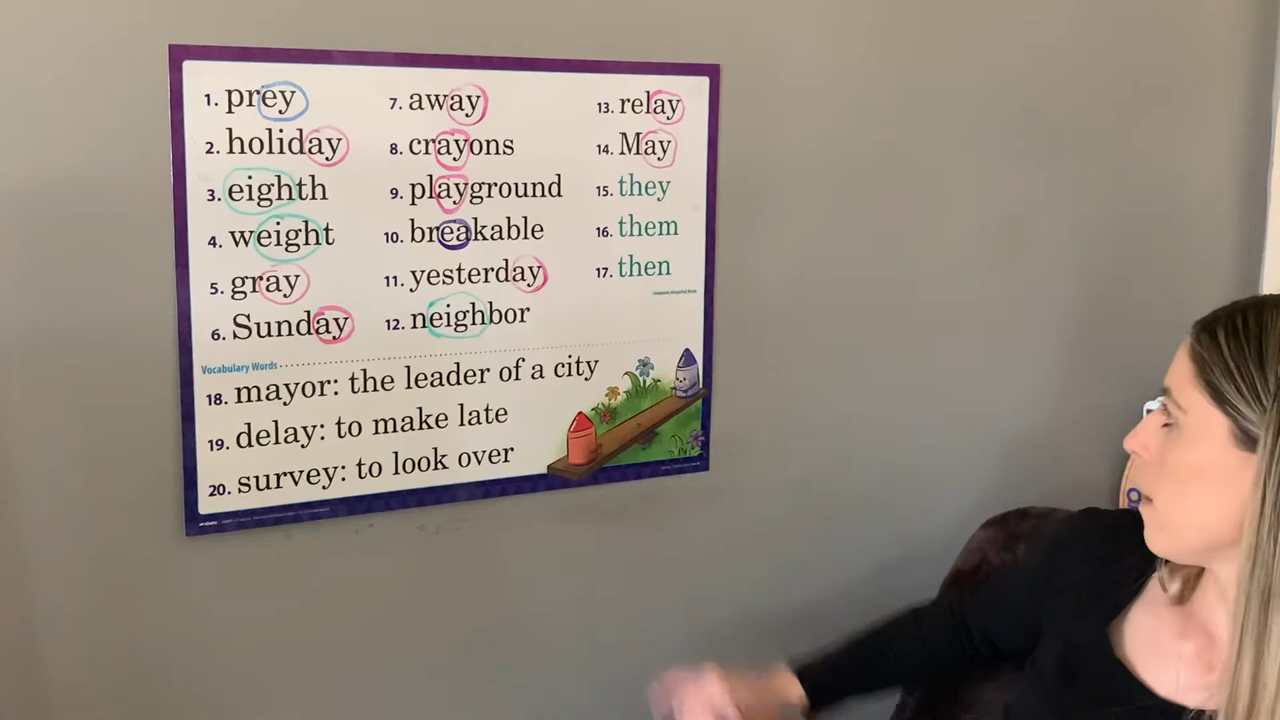 1. prey
2. holiday
3. eighth
4. weight
5. gray
6. Sunday
7. away
8. crayons
9. playground
10. breakable
11. yesterday
12. neighbor
13. relay
14. May
15. they
16. them
17. then
Vocabulary Words
18. mayor: the leader of a city
19. delay: to make late
20. survey: to look over